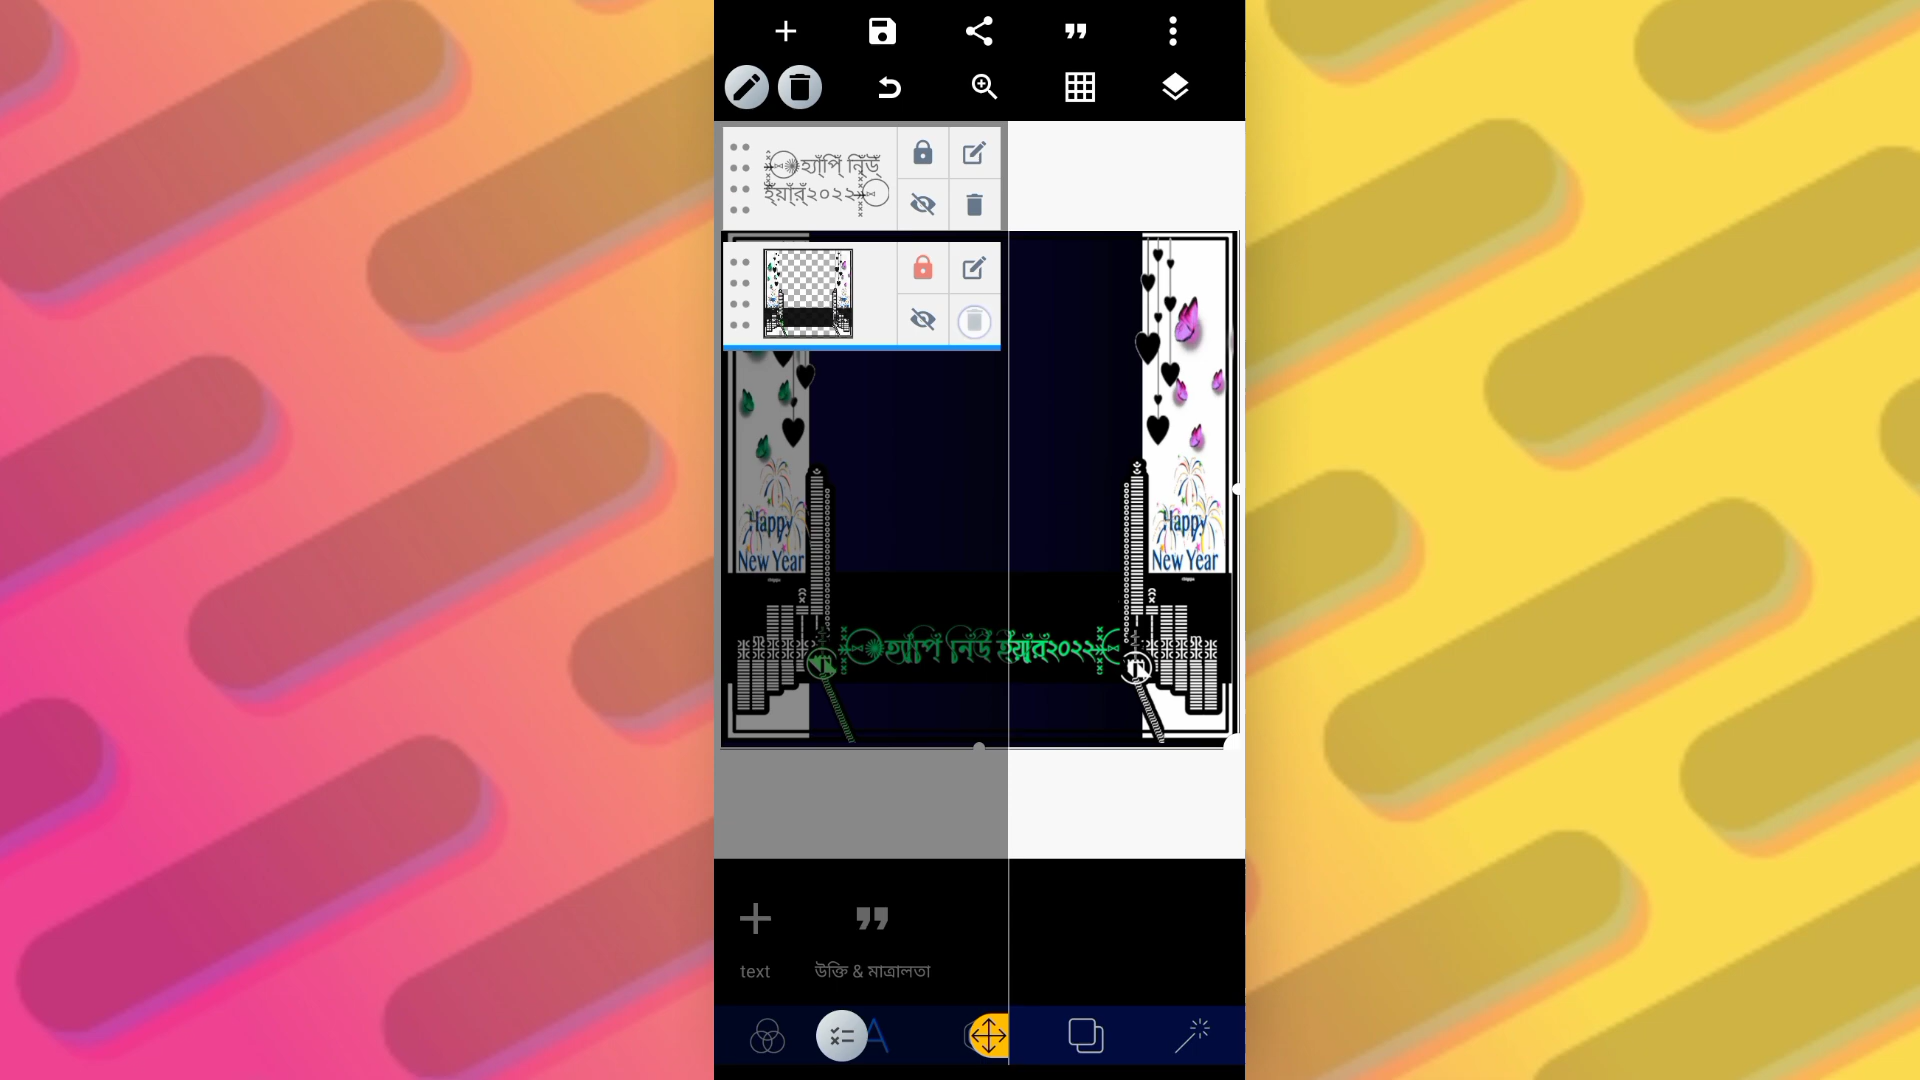 হ্যাপি নিউ
ইয়ার২০২২
Happy
New Year
Happy
New Year
হ্যাপি নিউ ইয়ার২০২২
text
উক্তি & মাত্রালতা